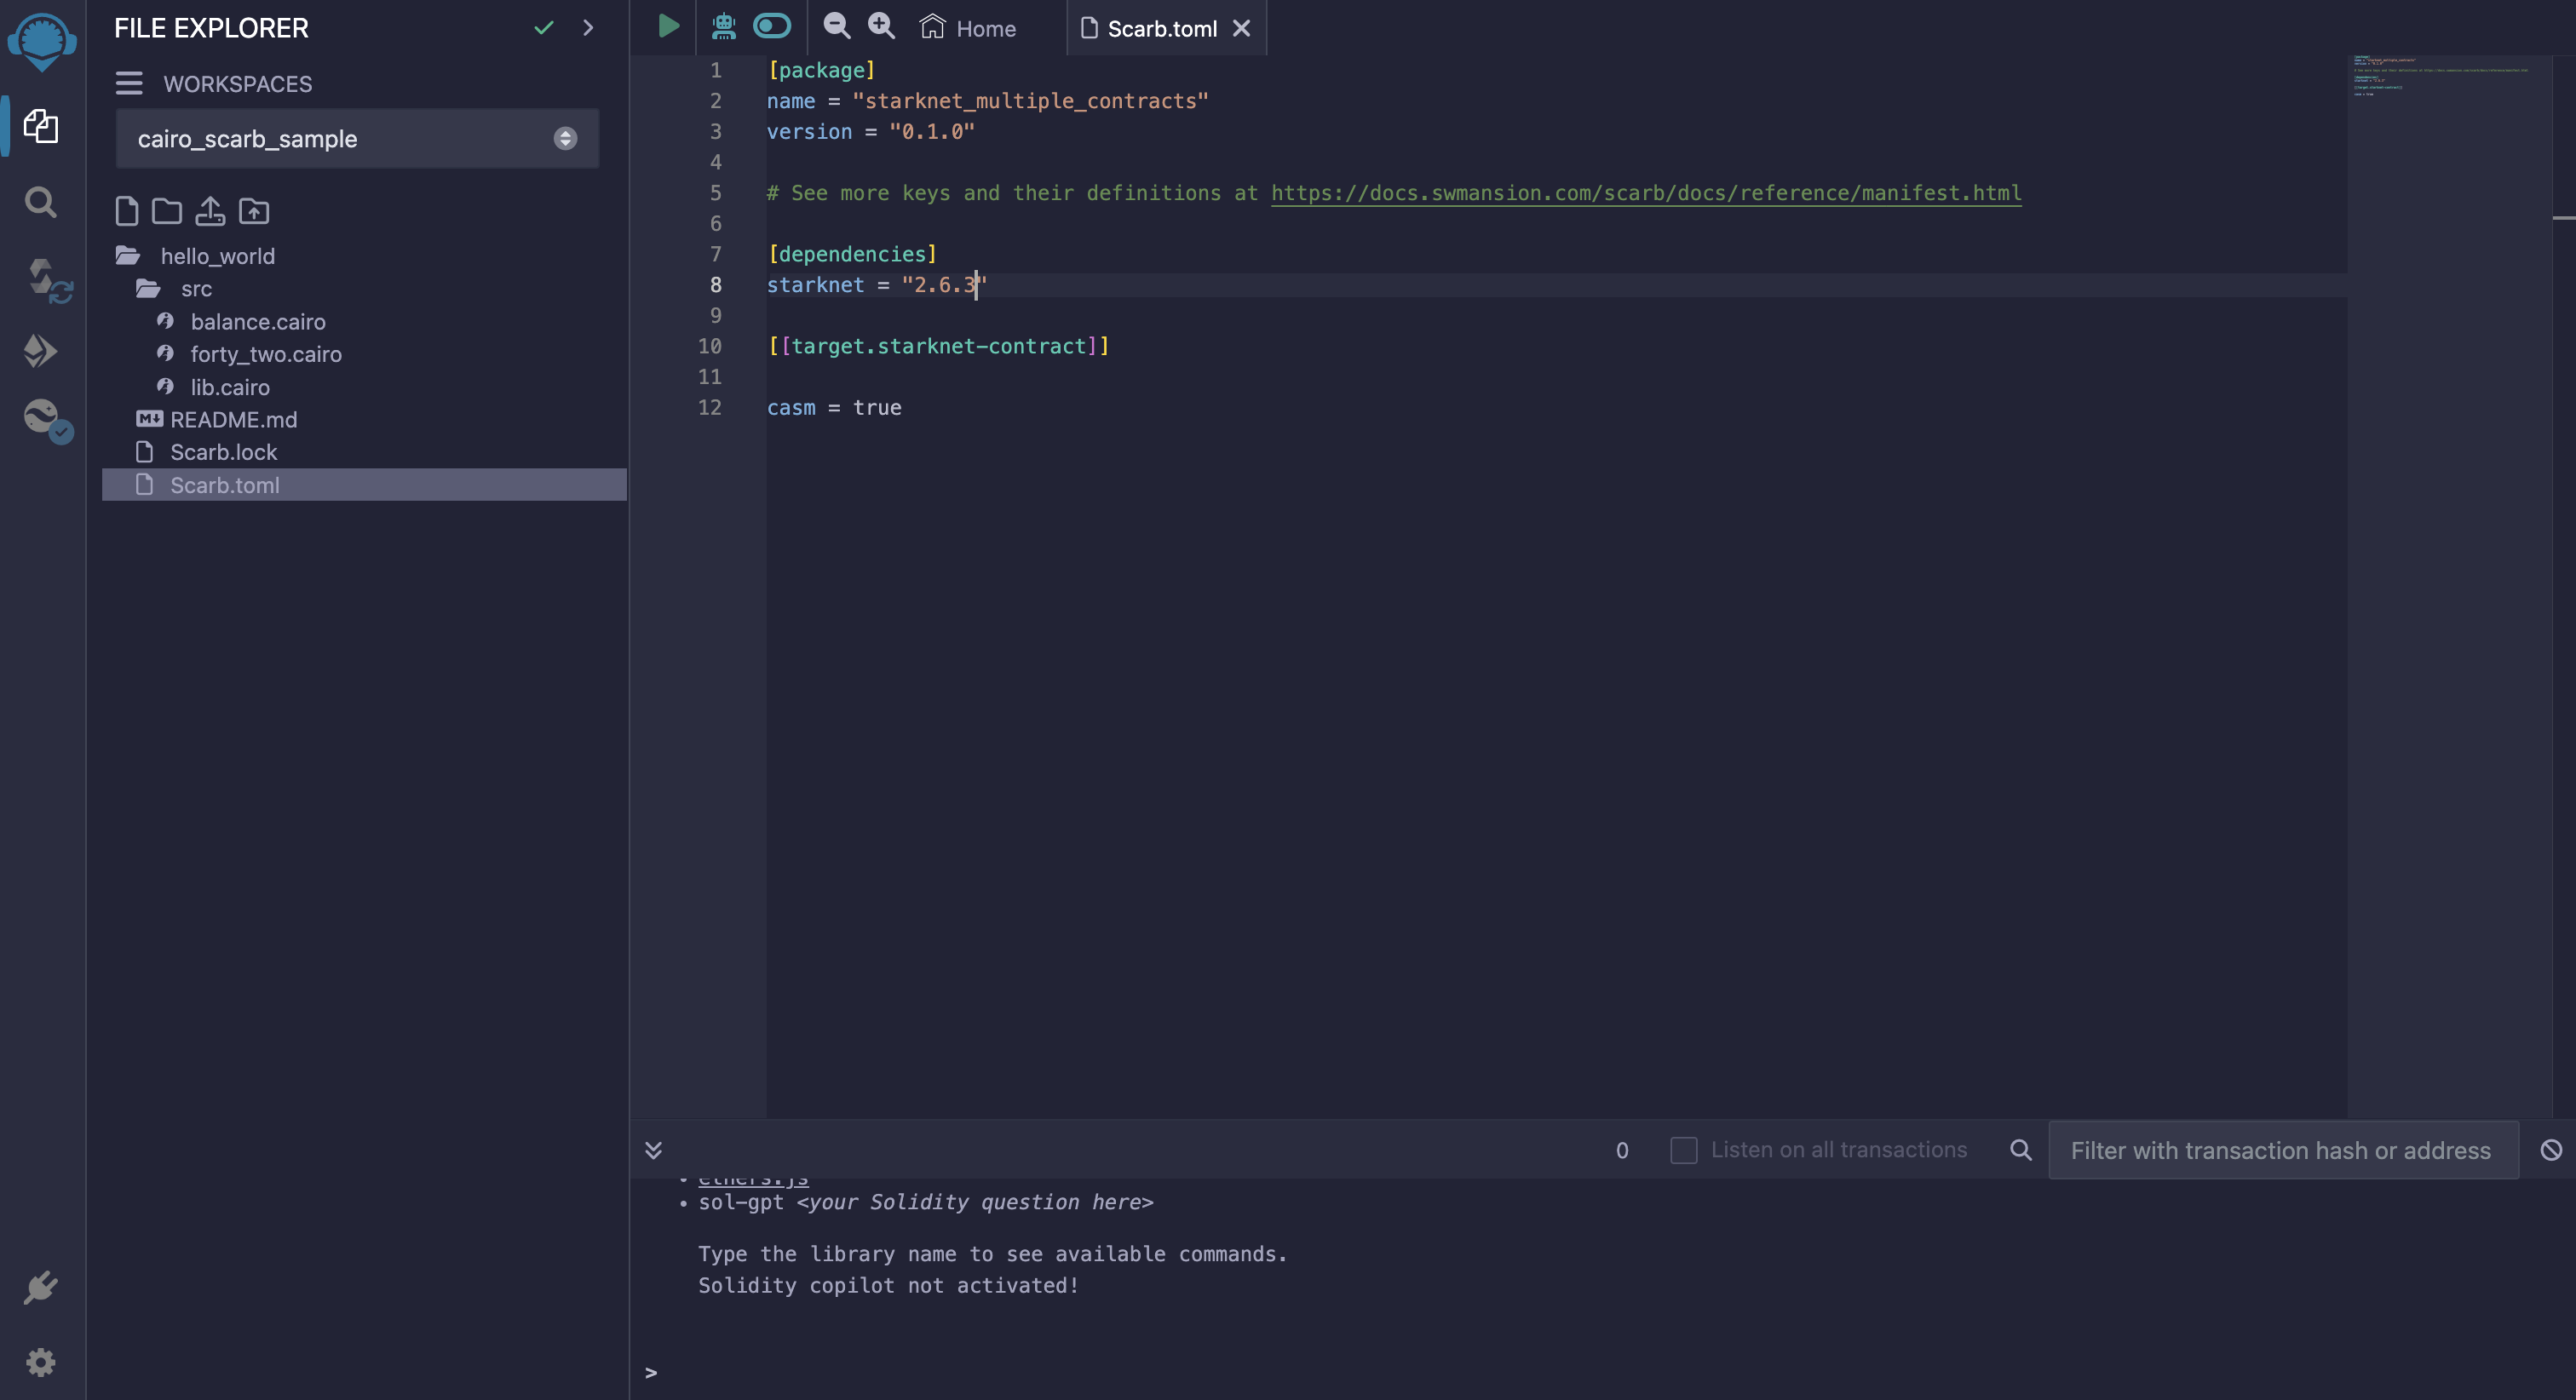 FILE EXPLORER
WORKSPACES
cairo_scarb_sample
hello_world
src
balance.cairo
forty_two.cairo
lib.cairo
README.md
Scarb.lock
Scarb.toml
Home
Scarb.toml
1 [package]
2 name = "starknet_multiple_contracts"
3 version = "0.1.0"
4
5 # See more keys and their definitions at https://docs.swmansion.com/scarb/docs/reference/manifest.html
6
7 [dependencies]
8 starknet = "2.6.3"
9
10 [[target.starknet-contract]]
11
12 casm = true
0 Listen on all transactions Filter with transaction hash or address
• ethers.js
• sol-gpt <your Solidity question here>
Type the library name to see available commands.
Solidity copilot not activated!
>